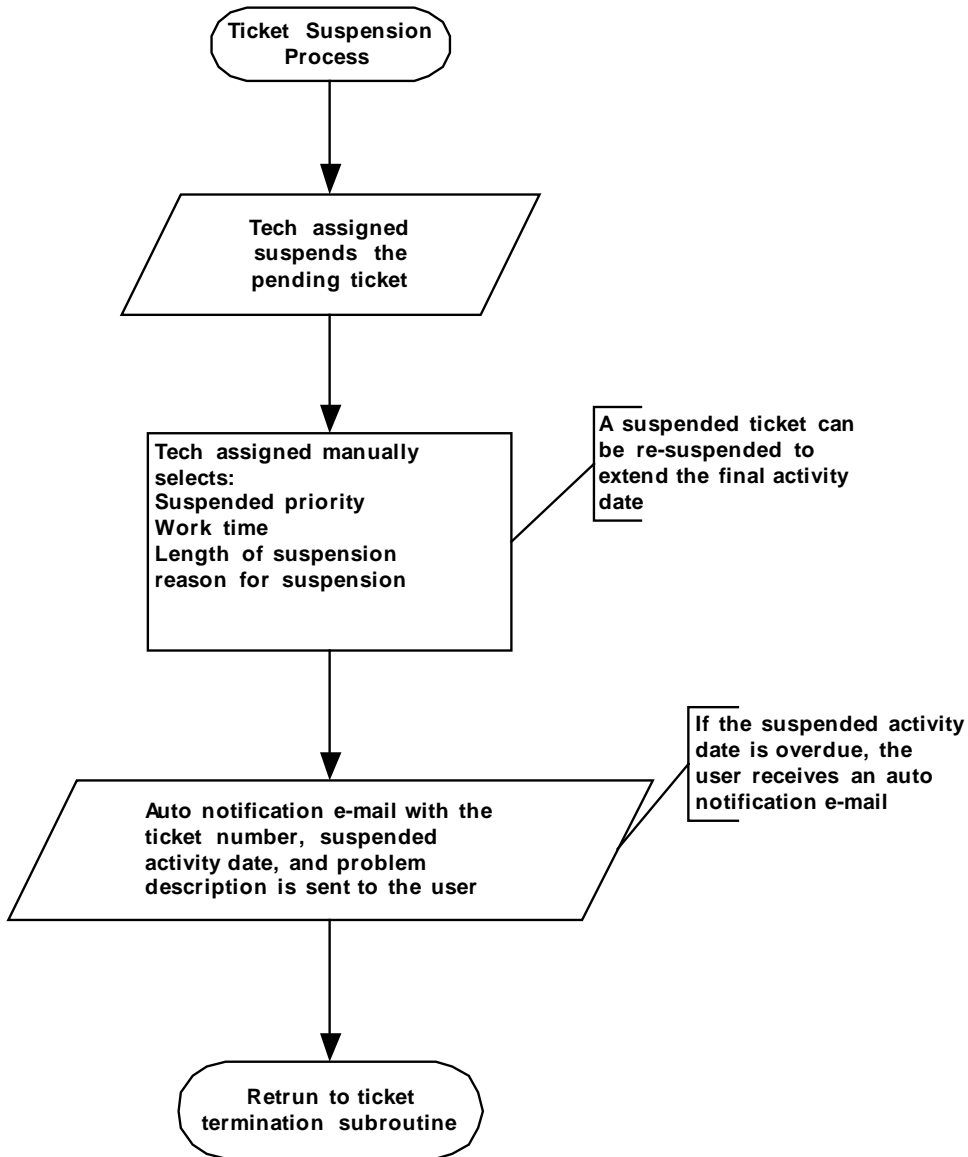 Ticket Suspension
Process
Tech assigned
suspends the
pending ticket
Tech assigned manually
selects:
Suspended priority
Work time
Length of suspension
reason for suspension
A suspended ticket can
be re-suspended to
extend the final activity
date
Auto notification e-mail with the
ticket number, suspended
activity date, and problem
description is sent to the user
If the suspended activity
date is overdue, the
user receives an auto
notification e-mail
Retrun to ticket
termination subroutine